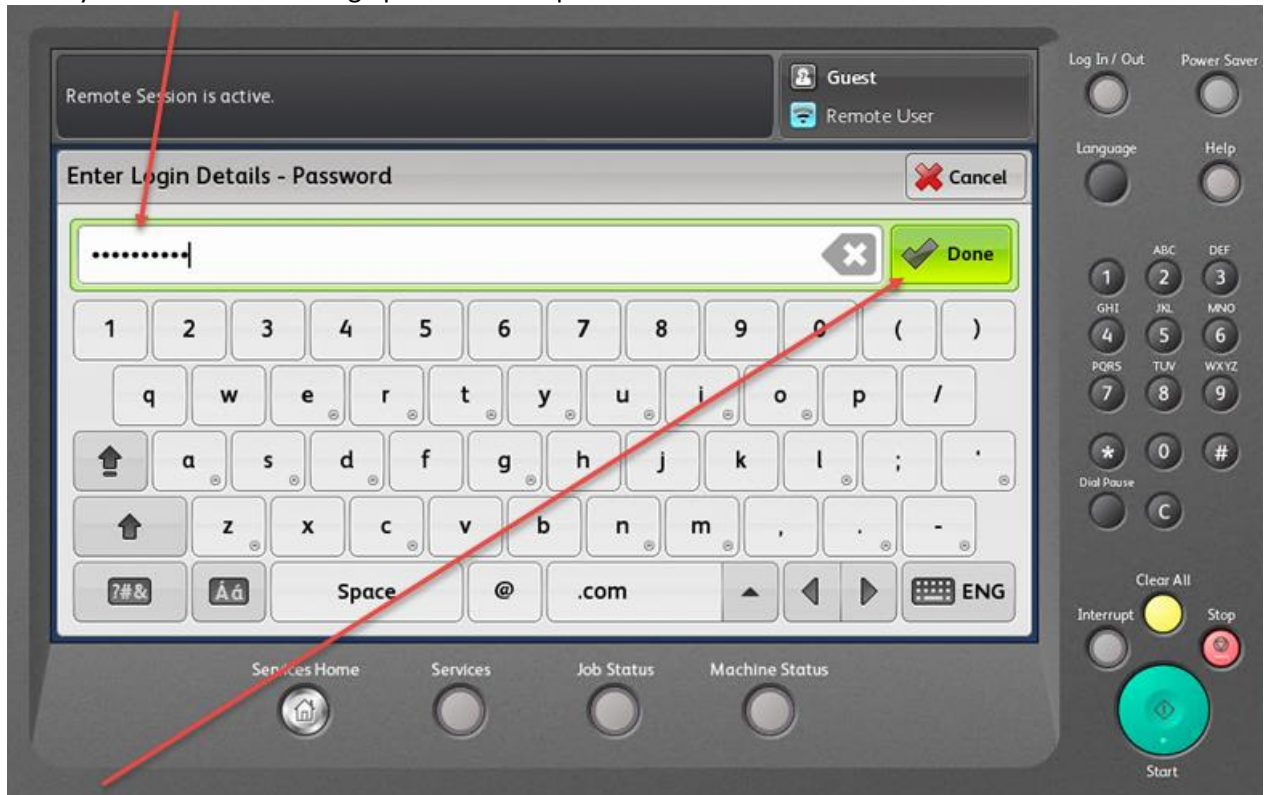 Remote Session is active.
Guest
Remote User
Enter Login Details - Password
Cancel
••••••••••
Done
1 2 3 4 5 6 7 8 9 0 ( )
q w e r t y u i o p /
a s d f g h j k l ; '
z x c v b n m , . -
?#& Áá Space @ .com ENG
Services Home Services Job Status Machine Status
Log In / Out Power Saver
Language Help
ABC DEF
1 2 3
GHI JKL MNO
4 5 6
PQRS TUV WXYZ
7 8 9
* 0 #
Dial Pause
C
Clear All
Interrupt Stop
Start